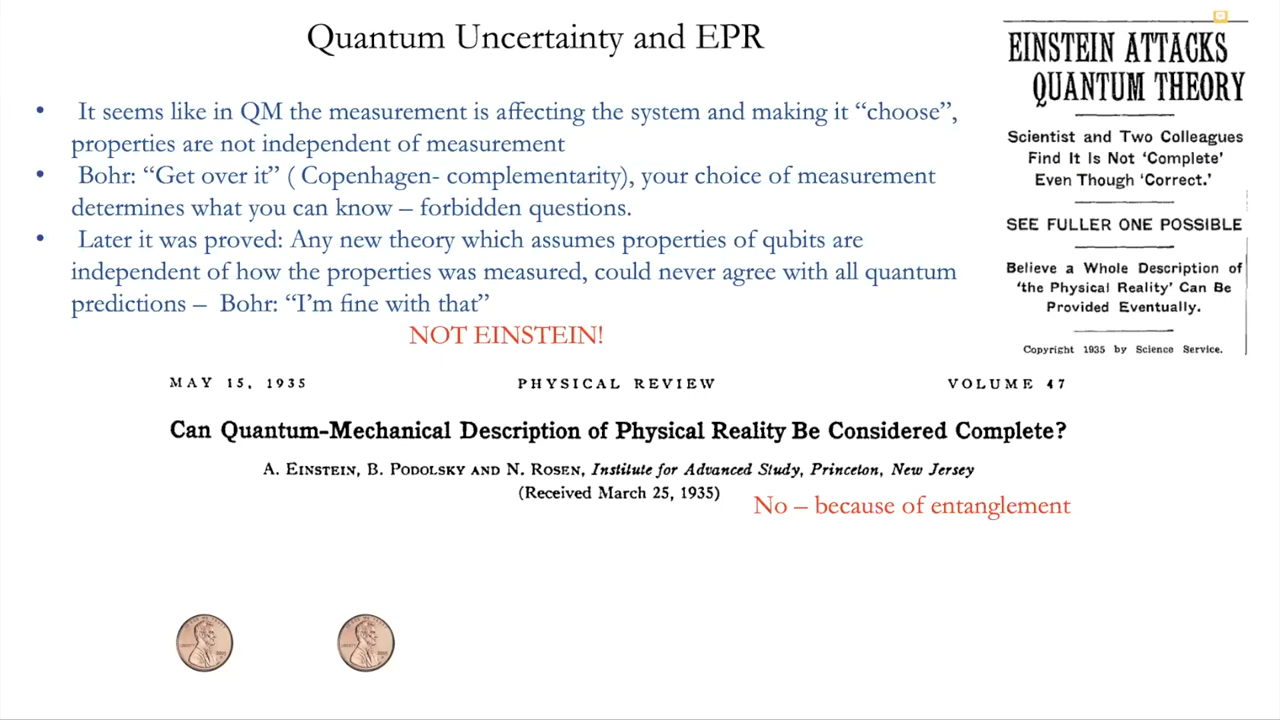 Quantum Uncertainty and EPR
• It seems like in QM the measurement is affecting the system and making it “choose”,
properties are not independent of measurement
• Bohr: “Get over it” ( Copenhagen- complementarity), your choice of measurement
determines what you can know – forbidden questions.
• Later it was proved: Any new theory which assumes properties of qubits are
independent of how the properties was measured, could never agree with all quantum
predictions – Bohr: “I’m fine with that”
NOT EINSTEIN!
EINSTEIN ATTACKS
QUANTUM THEORY
Scientist and Two Colleagues
Find It Is Not ‘Complete’
Even Though ‘Correct.’
SEE FULLER ONE POSSIBLE
Believe a Whole Description of
‘the Physical Reality’ Can Be
Provided Eventually.
Copyright 1935 by Science Service.
MAY 15, 1935 PHYSICAL REVIEW VOLUME 47
Can Quantum-Mechanical Description of Physical Reality Be Considered Complete?
A. EINSTEIN, B. PODOLSKY AND N. ROSEN, Institute for Advanced Study, Princeton, New Jersey
(Received March 25, 1935)
No – because of entanglement